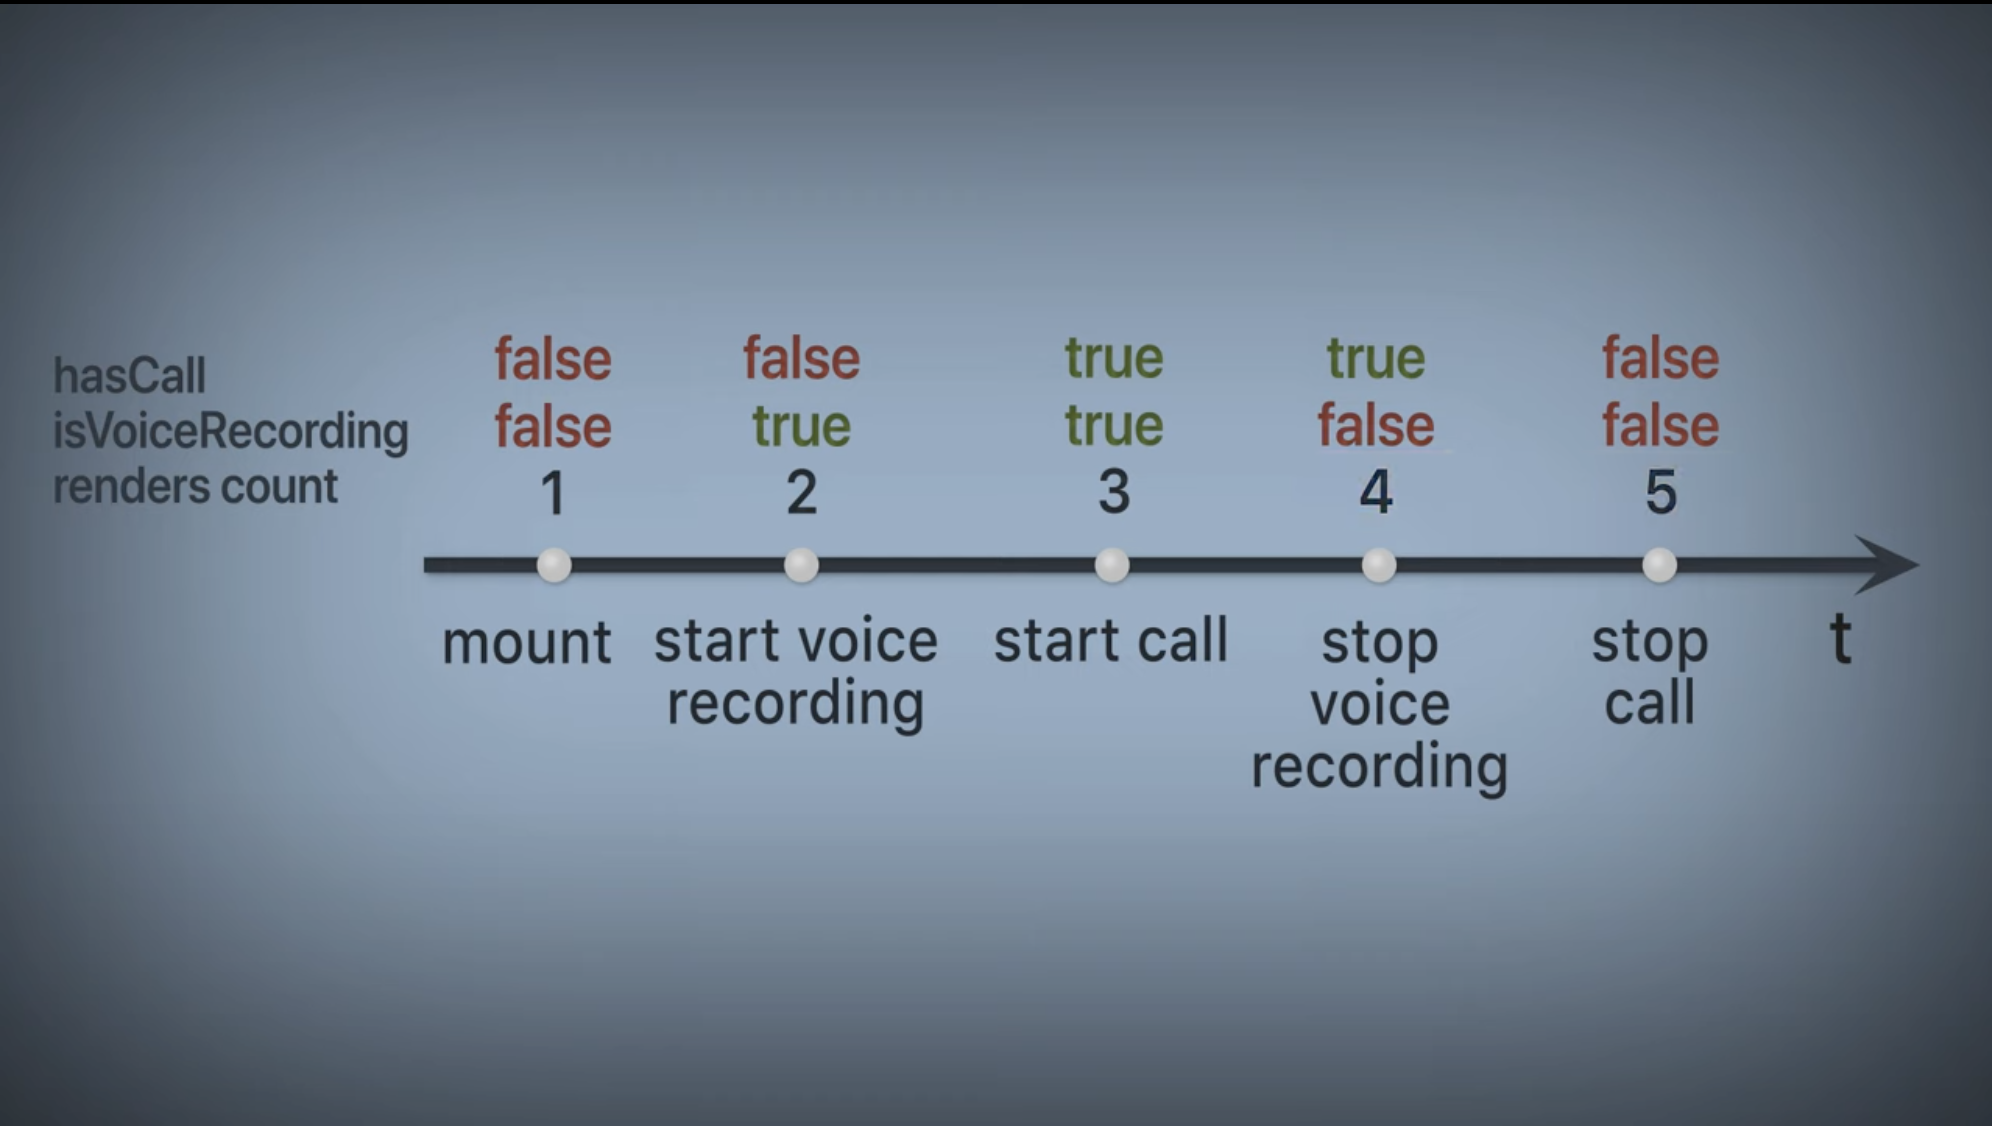 hasCall
isVoiceRecording
renders count
false false true true false
false true true false false
1 2 3 4 5
mount
start voice
recording
start call
stop
voice
recording
stop
call
t